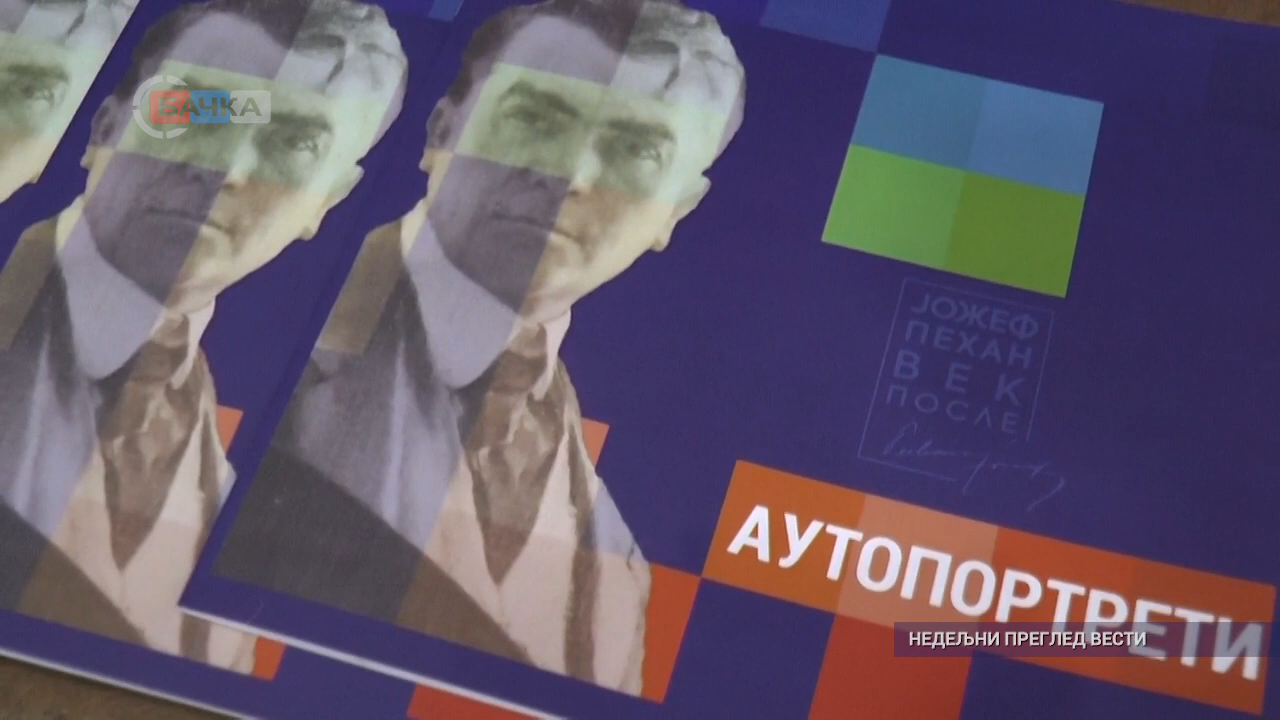 БАЧКА
ЈОЖЕФ
ПЕХАН
ВЕК
ПОСЛЕ
АУТОПОРТРЕТИ
НЕДЕЉНИ ПРЕГЛЕД ВЕСТИ